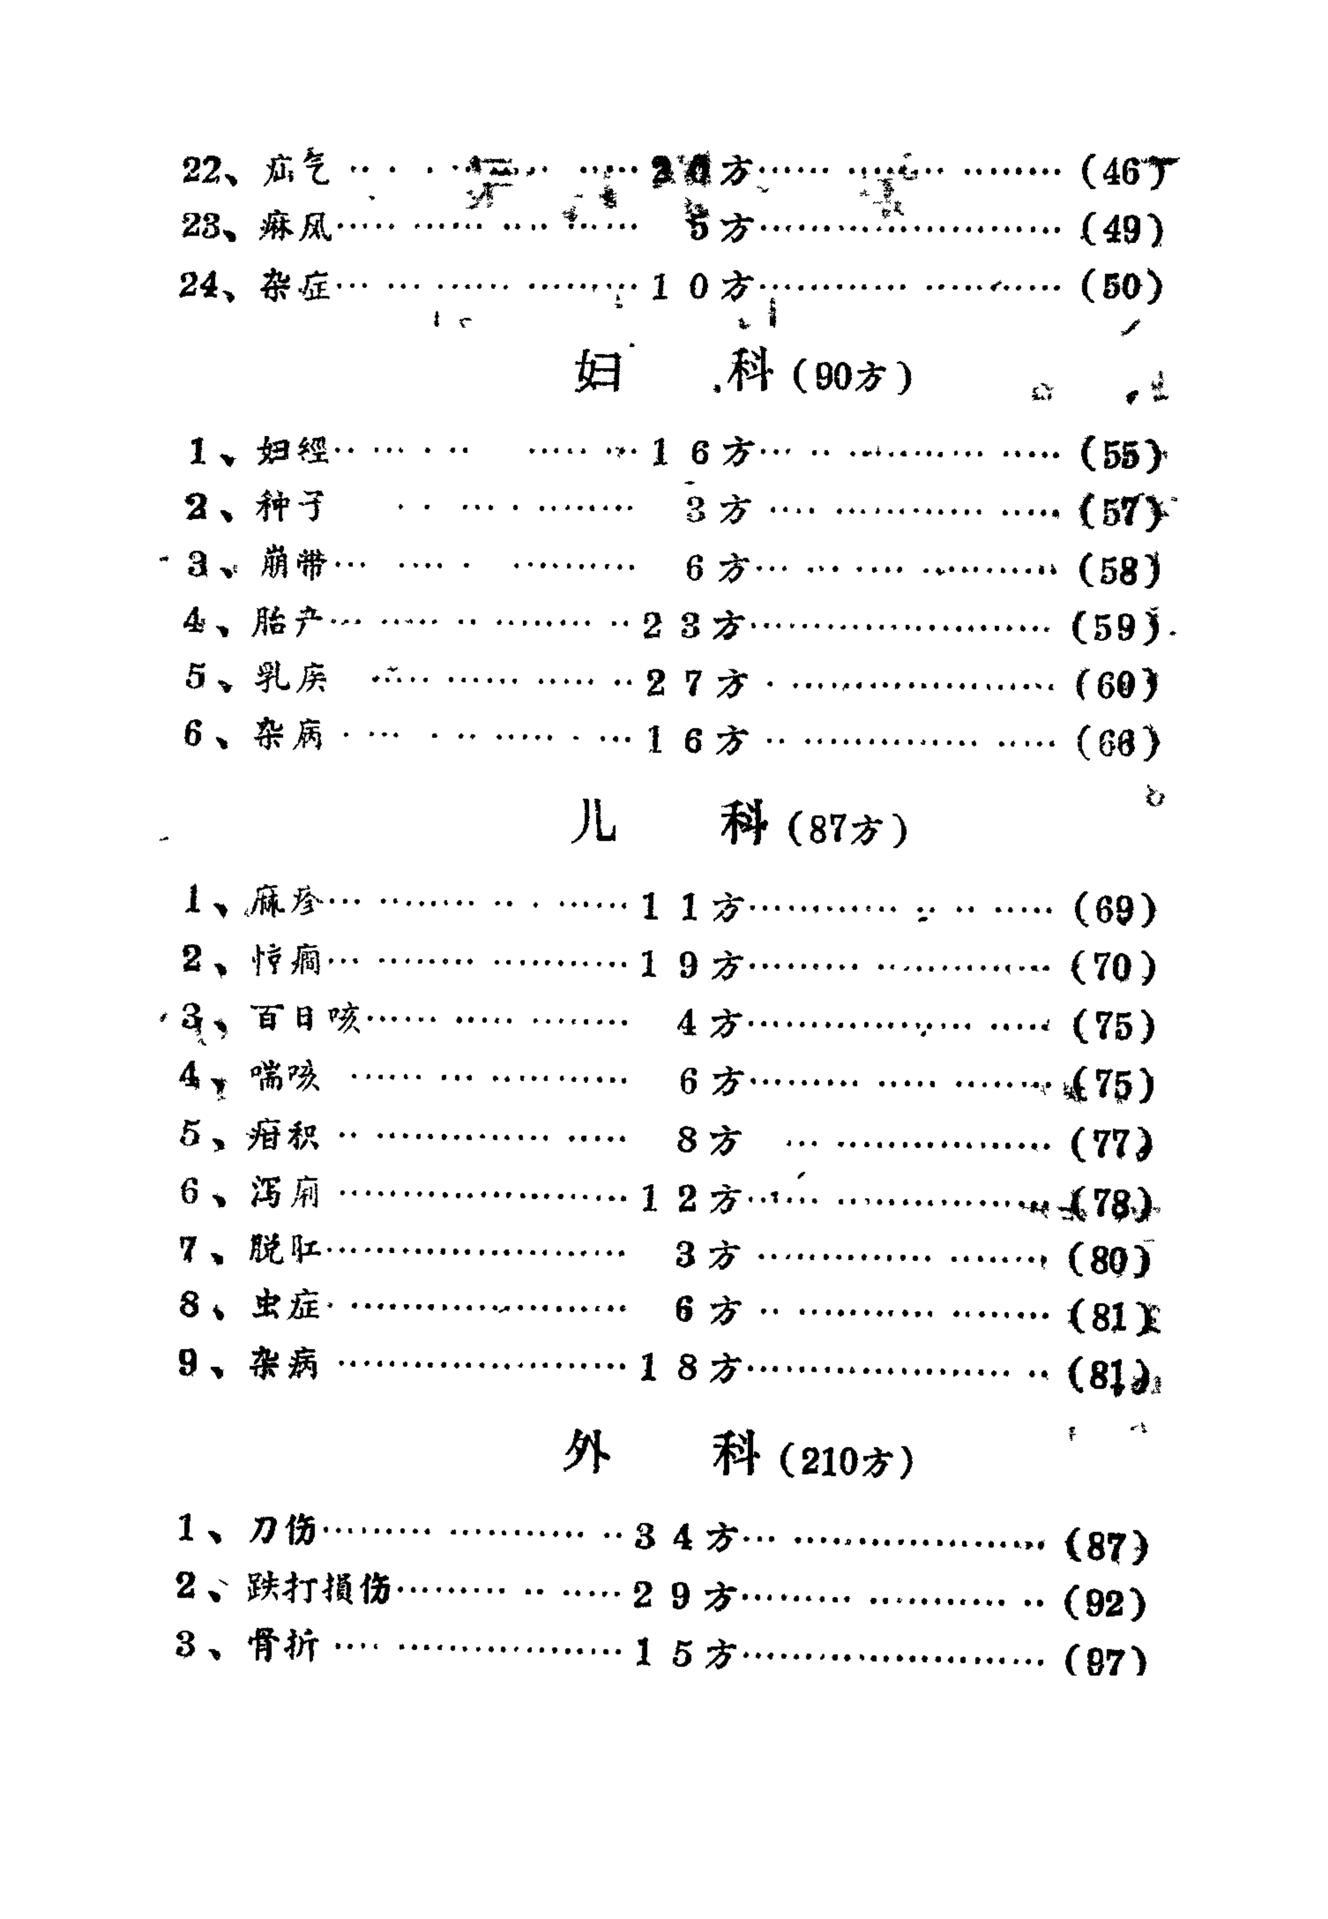 22、疝气……………20方……………(46)
23、痳风…………… 5方……………(49)
24、杂症……………10方……………(50)
妇 科(90方)
1、妇經……………16方……………(55)
2、种子…………… 3方……………(57)
3、崩带…………… 6方……………(58)
4、胎产……………23方……………(59)
5、乳疾……………27方……………(60)
6、杂病……………16方……………(66)
儿 科(87方)
1、麻疹……………11方……………(69)
2、惊癎……………19方……………(70)
3、百日咳…………… 4方……………(75)
4、喘咳…………… 6方……………(75)
5、疳积…………… 8方……………(77)
6、泻痢……………12方……………(78)
7、脱肛…………… 3方……………(80)
8、虫症…………… 6方……………(81)
9、杂病……………18方……………(81)
外 科(210方)
1、刀伤……………34方……………(87)
2、跌打損伤……………29方……………(92)
3、骨折……………15方……………(97)